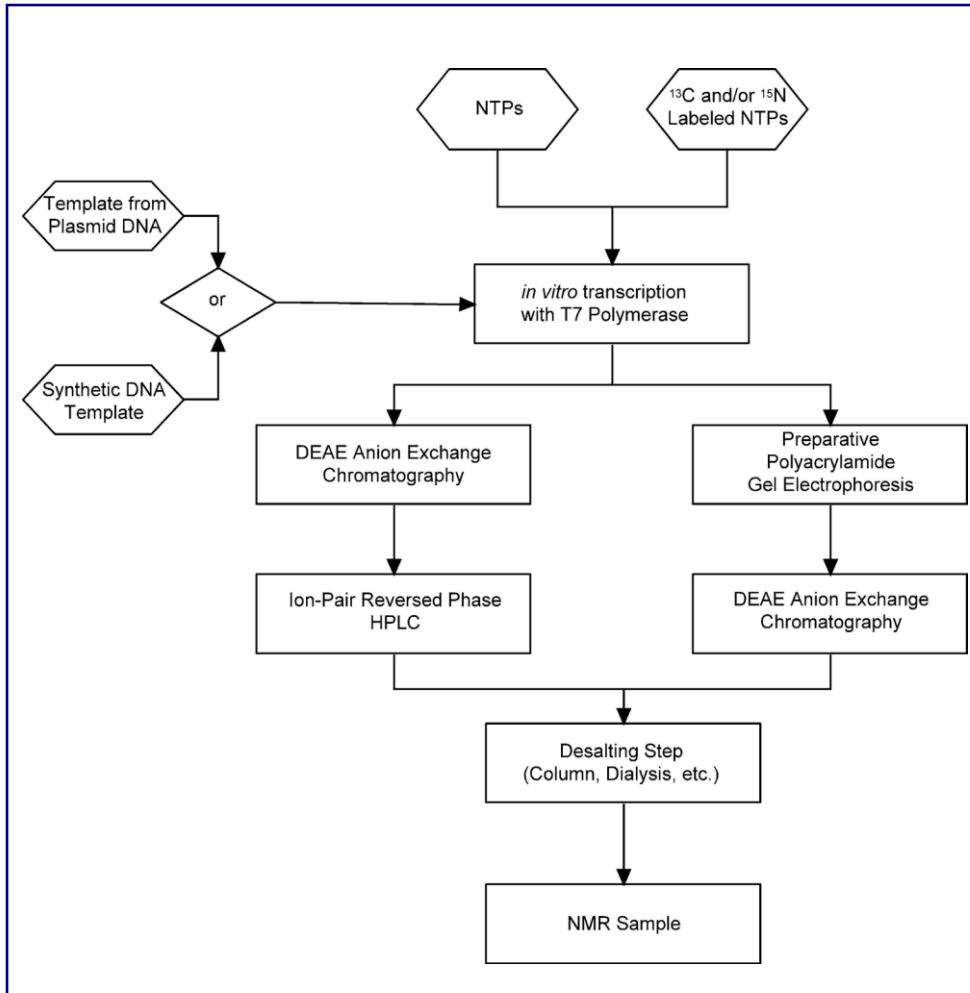 NTPs
¹³C and/or ¹⁵N
Labeled NTPs
Template from
Plasmid DNA
or
in vitro transcription
with T7 Polymerase
Synthetic DNA
Template
DEAE Anion Exchange
Chromatography
Preparative
Polyacrylamide
Gel Electrophoresis
Ion-Pair Reversed Phase
HPLC
DEAE Anion Exchange
Chromatography
Desalting Step
(Column, Dialysis, etc.)
NMR Sample